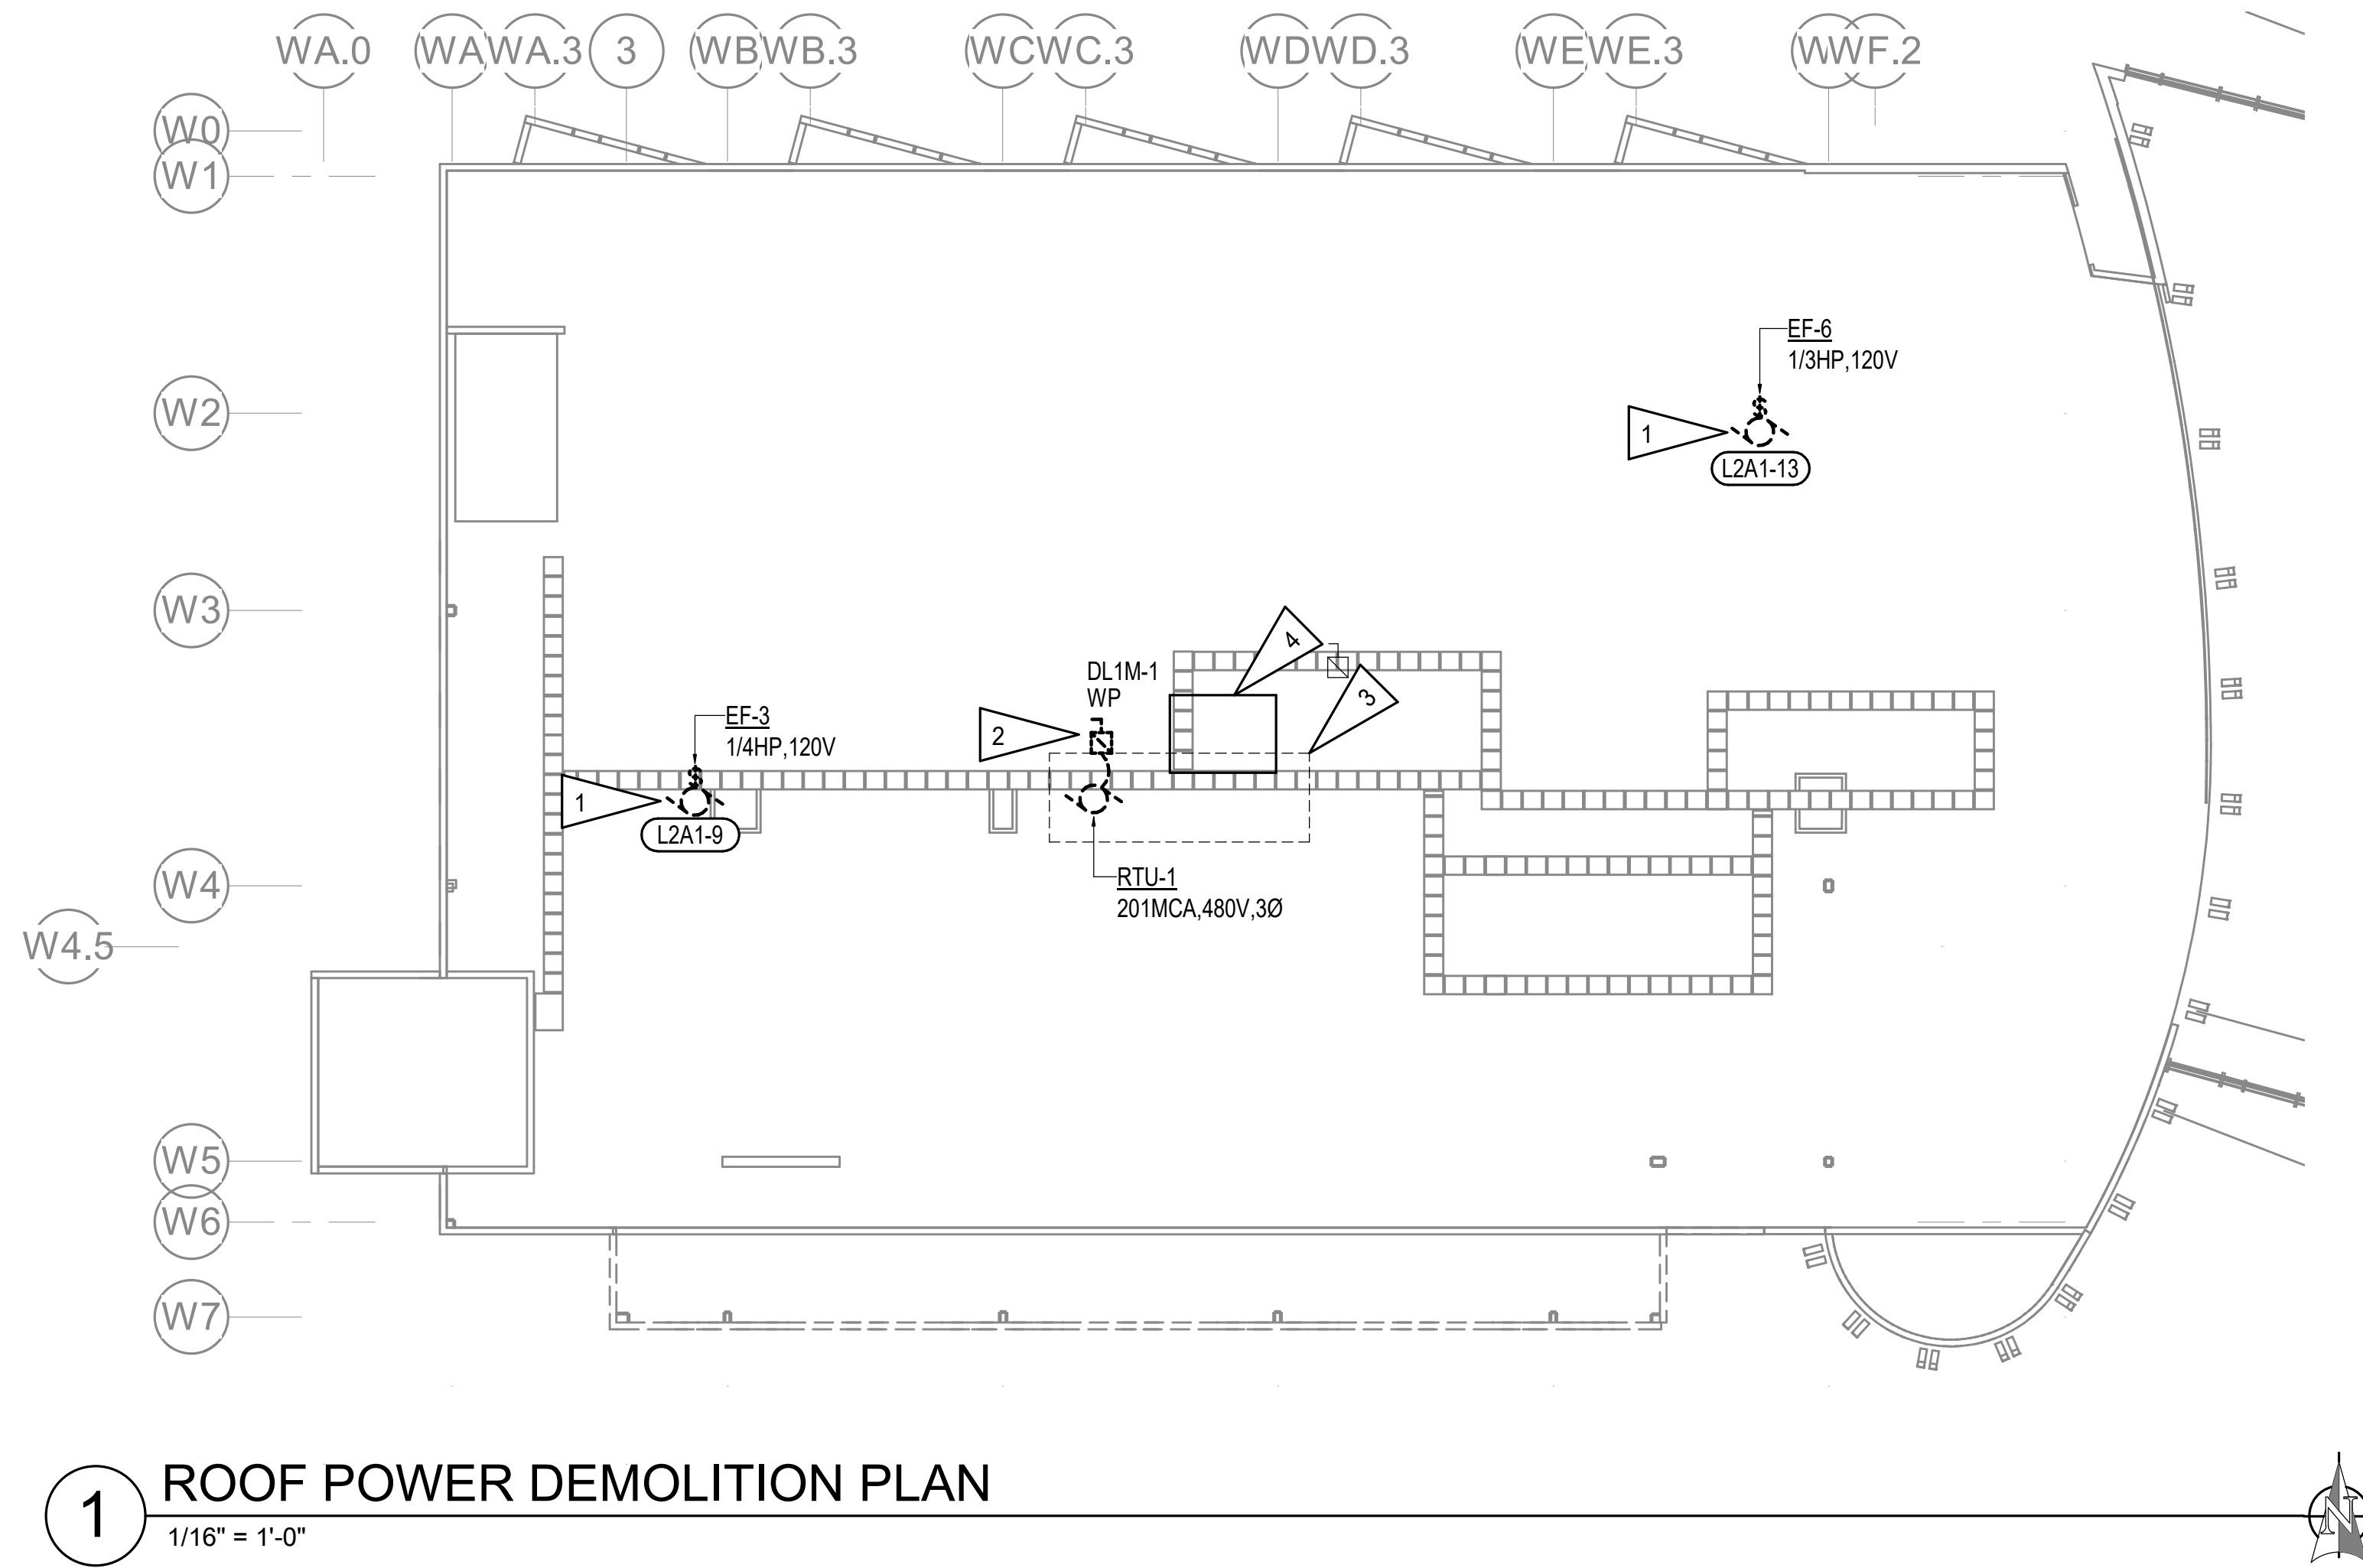 WA.0
WA
WA.3
3
WB
WB.3
WC
WC.3
WD
WD.3
WE
WE.3
WWF.2
W0
W1
EF-6
1/3HP,120V
W2
1
L2A1-13
W3
4
DL1M-1
WP
3
EF-3
1/4HP,120V
2
1
L2A1-9
W4
RTU-1
201MCA,480V,3Ø
W4.5
W5
W6
W7
1
ROOF POWER DEMOLITION PLAN
1/16" = 1'-0"
N